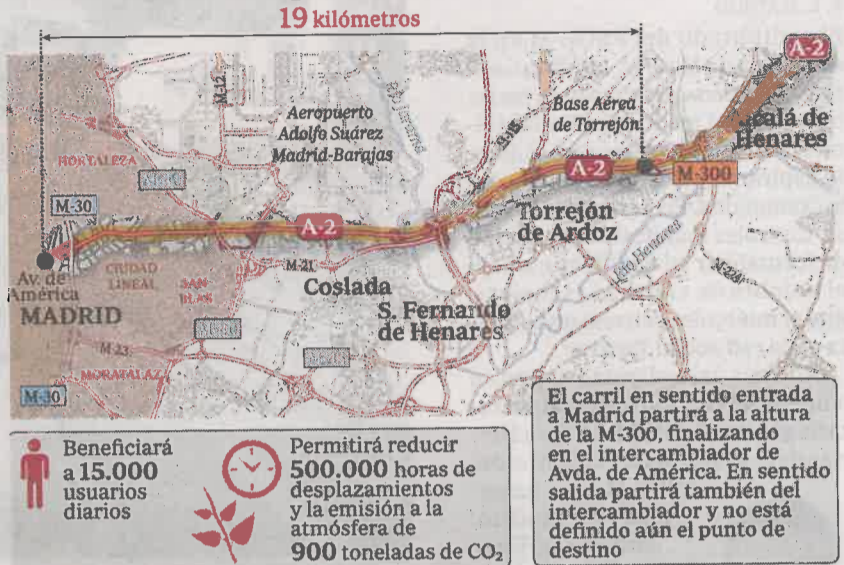 19 kilómetros
A-2
M-12
Aeropuerto
Adolfo Suárez
Madrid-Barajas
Base Aérea
de Torrejón
Alcalá de
Henares
HORTALEZA
M-30
A-2
M-300
A-2
Torrejón
de Ardoz
Río Henares
Av. de
América
MADRID
CIUDAD
LINEAL
SAN
BLAS
M-21
Coslada
S. Fernando
de Henares
M-23
MORATALAZ
M-30
El carril en sentido entrada
a Madrid partirá a la altura
de la M-300, finalizando
en el intercambiador de
Avda. de América. En sentido
salida partirá también del
intercambiador y no está
definido aún el punto de
destino
Beneficiará
a 15.000
usuarios
diarios
Permitirá reducir
500.000 horas de
desplazamientos
y la emisión a la
atmósfera de
900 toneladas de CO₂